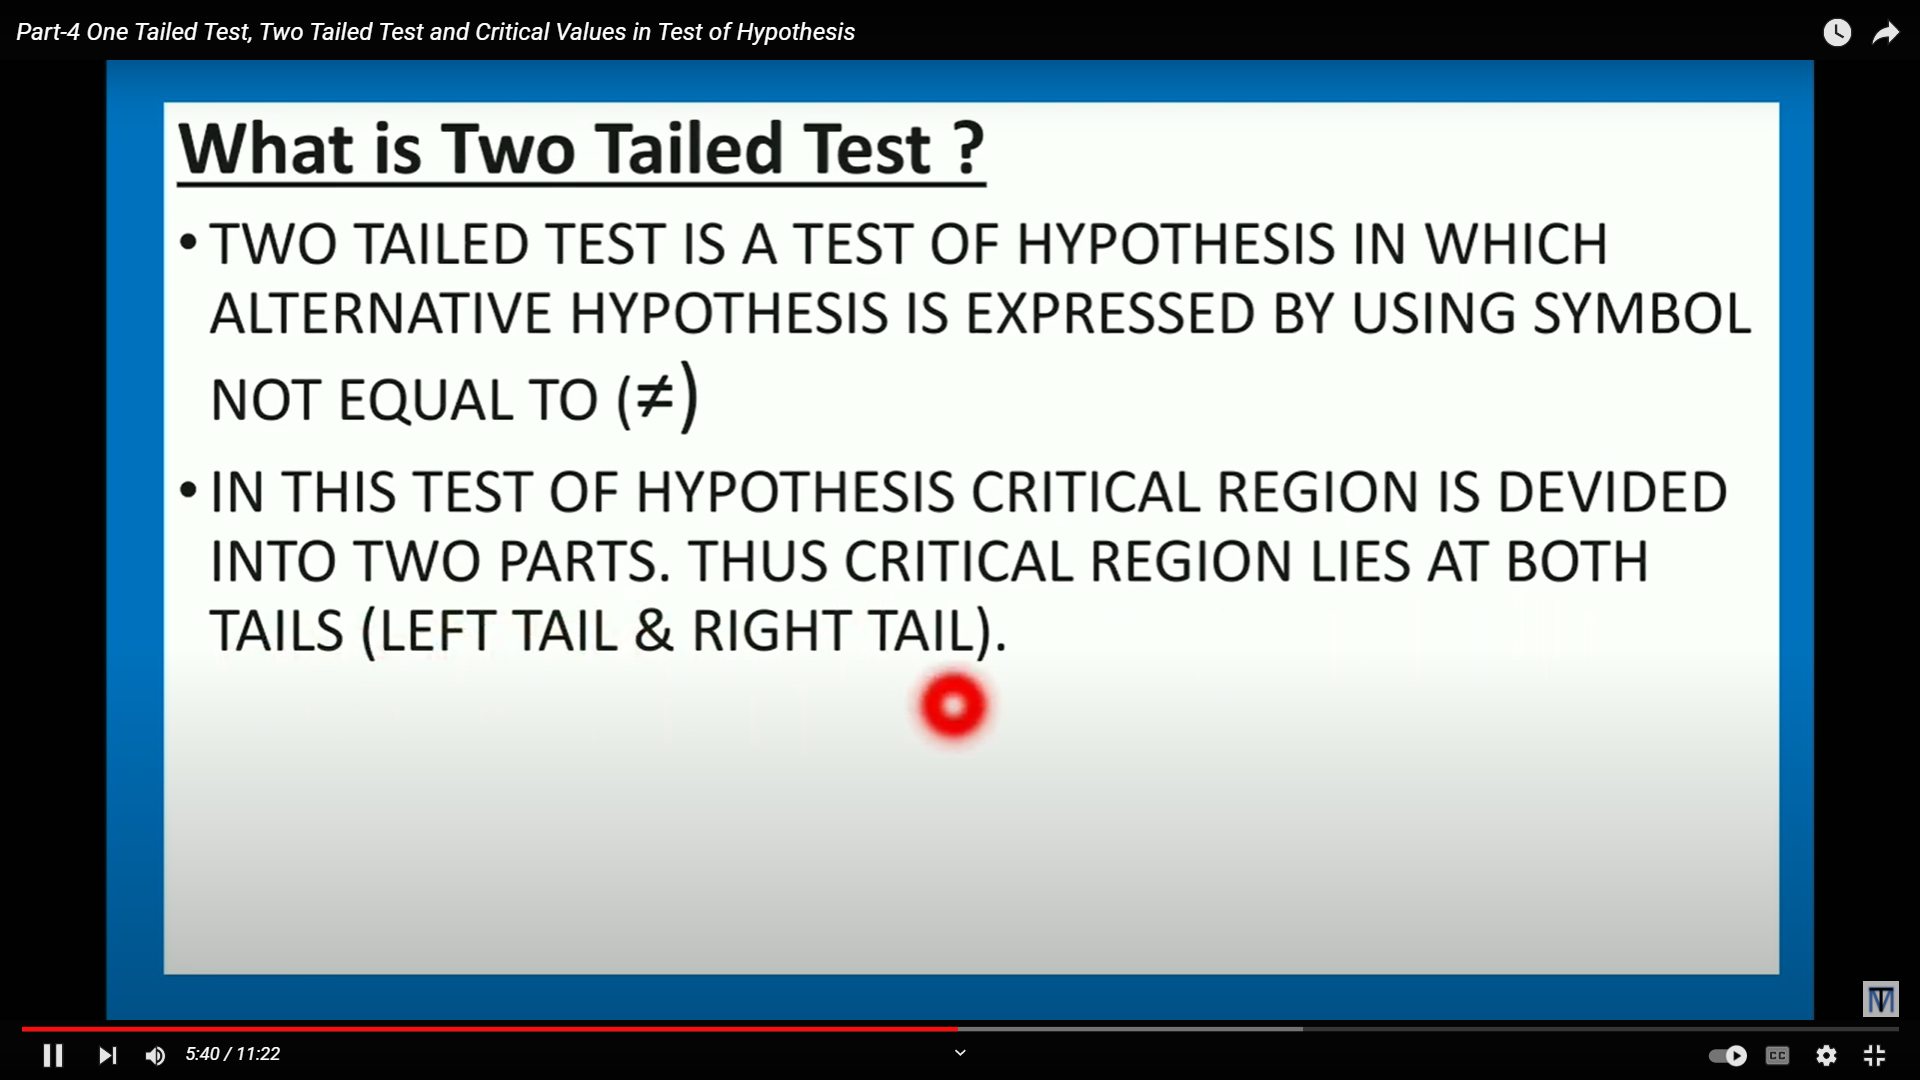 Part-4 One Tailed Test, Two Tailed Test and Critical Values in Test of Hypothesis
What is Two Tailed Test ?
• TWO TAILED TEST IS A TEST OF HYPOTHESIS IN WHICH
ALTERNATIVE HYPOTHESIS IS EXPRESSED BY USING SYMBOL
NOT EQUAL TO (≠)
• IN THIS TEST OF HYPOTHESIS CRITICAL REGION IS DEVIDED
INTO TWO PARTS. THUS CRITICAL REGION LIES AT BOTH
TAILS (LEFT TAIL & RIGHT TAIL).
MT
5:40 / 11:22
CC